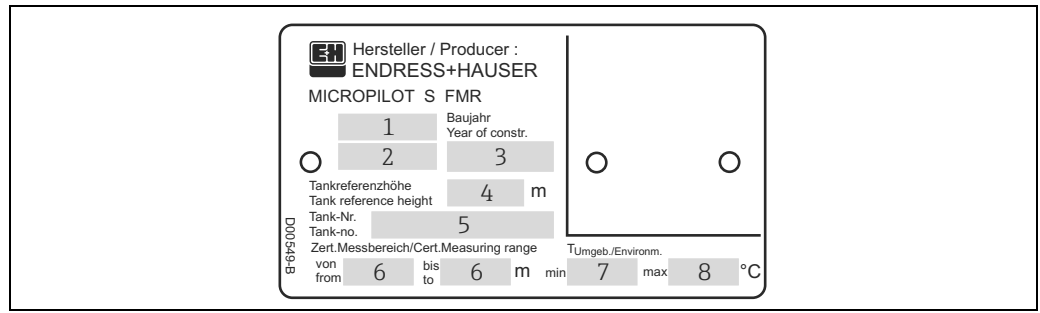 E+H Hersteller / Producer :
ENDRESS+HAUSER
MICROPILOT S FMR
1 Baujahr
Year of constr.
2 3
Tankreferenzhöhe
Tank reference height 4 m
Tank-Nr.
Tank-no. 5
Zert.Messbereich/Cert.Measuring range TUmgeb./Environm.
von bis
from 6 to 6 m min 7 max 8 °C
D00549-B